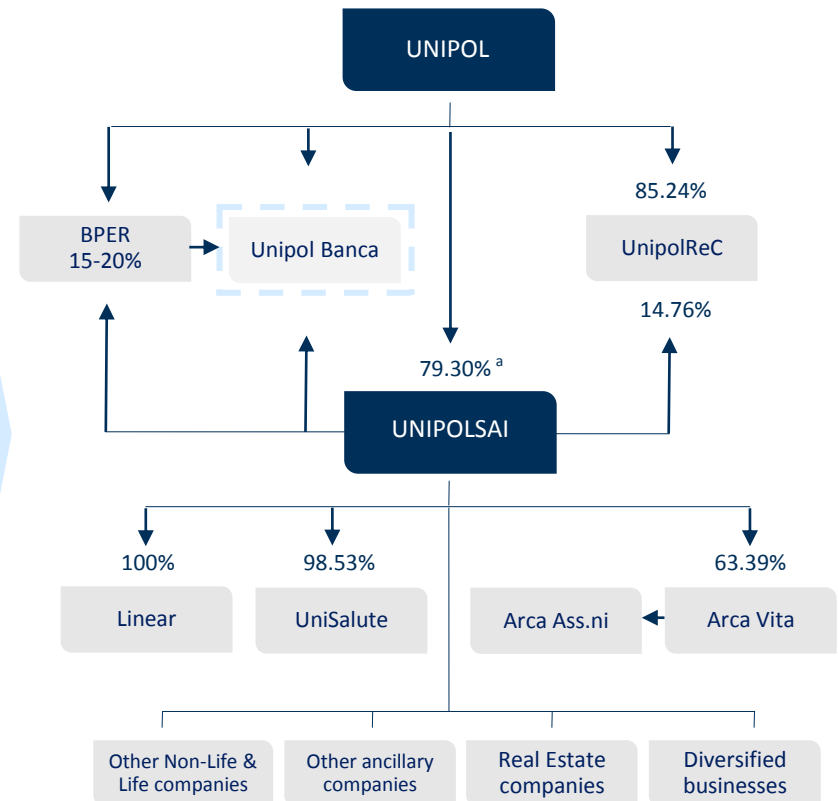 UNIPOL
85.24%
BPER
15-20%
Unipol Banca
UnipolReC
14.76%
79.30% a
UNIPOLSAI
100%
98.53%
63.39%
Linear
UniSalute
Arca Ass.ni
Arca Vita
Other Non-Life &
Life companies
Other ancillary
companies
Real Estate
companies
Diversified
businesses